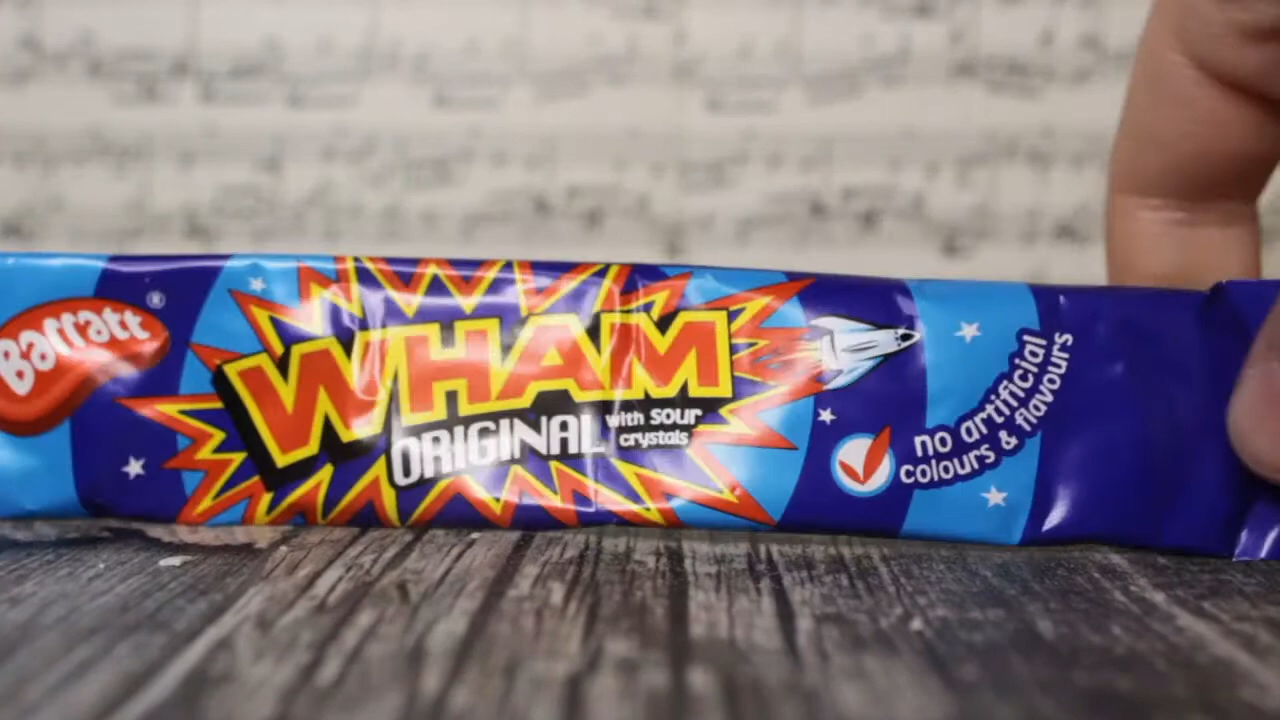 Barratt®
WHAM
ORIGINAL
with sour
crystals
no artificial
colours & flavours